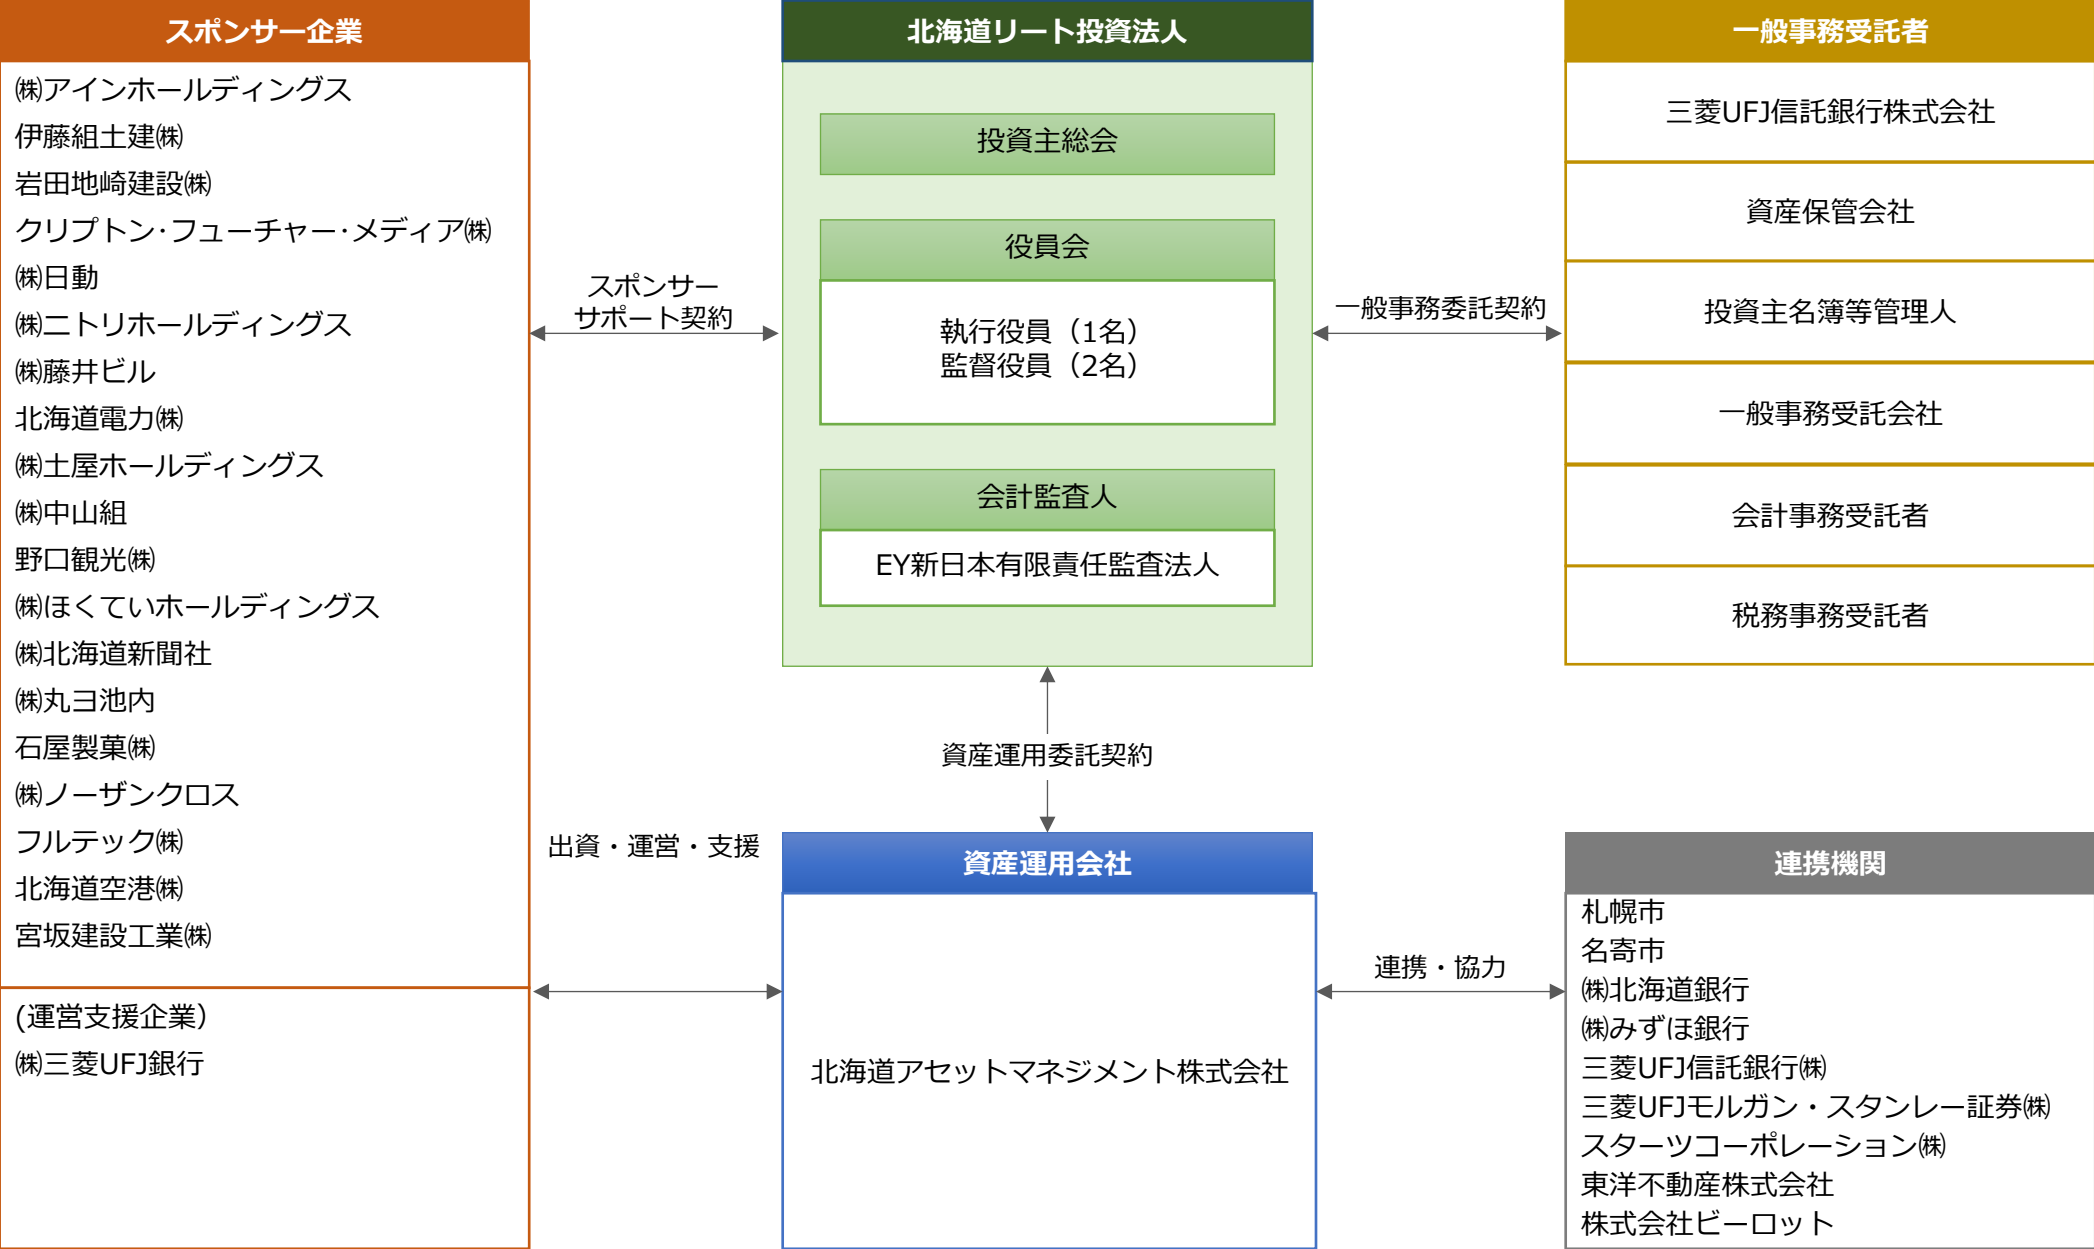 スポンサー企業
㈱アインホールディングス
伊藤組土建㈱
岩田地崎建設㈱
クリプトン･フューチャー･メディア㈱
㈱日動
㈱ニトリホールディングス
㈱藤井ビル
北海道電力㈱
㈱土屋ホールディングス
㈱中山組
野口観光㈱
㈱ほくていホールディングス
㈱北海道新聞社
㈱丸ヨ池内
石屋製菓㈱
㈱ノーザンクロス
フルテック㈱
北海道空港㈱
宮坂建設工業㈱
(運営支援企業）
㈱三菱UFJ銀行
スポンサー
サポート契約
出資・運営・支援
北海道リート投資法人
投資主総会
役員会
執行役員（1名）
監督役員（2名）
会計監査人
EY新日本有限責任監査法人
資産運用委託契約
資産運用会社
北海道アセットマネジメント株式会社
一般事務委託契約
連携・協力
一般事務受託者
三菱UFJ信託銀行株式会社
資産保管会社
投資主名簿等管理人
一般事務受託会社
会計事務受託者
税務事務受託者
連携機関
札幌市
名寄市
㈱北海道銀行
㈱みずほ銀行
三菱UFJ信託銀行㈱
三菱UFJモルガン・スタンレー証券㈱
スターツコーポレーション㈱
東洋不動産株式会社
株式会社ビーロット